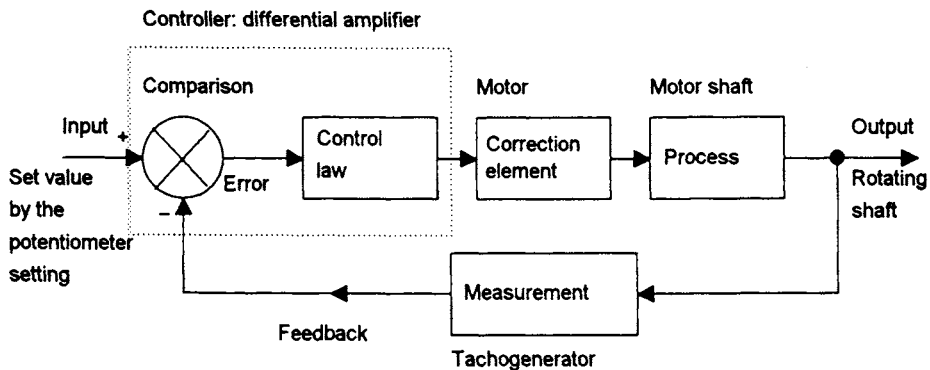 Controller: differential amplifier
Comparison
Motor
Motor shaft
Input
+
Control
law
Correction
element
Process
Output
Error
Set value
by the
potentiometer
setting
−
Rotating
shaft
Measurement
Feedback
Tachogenerator